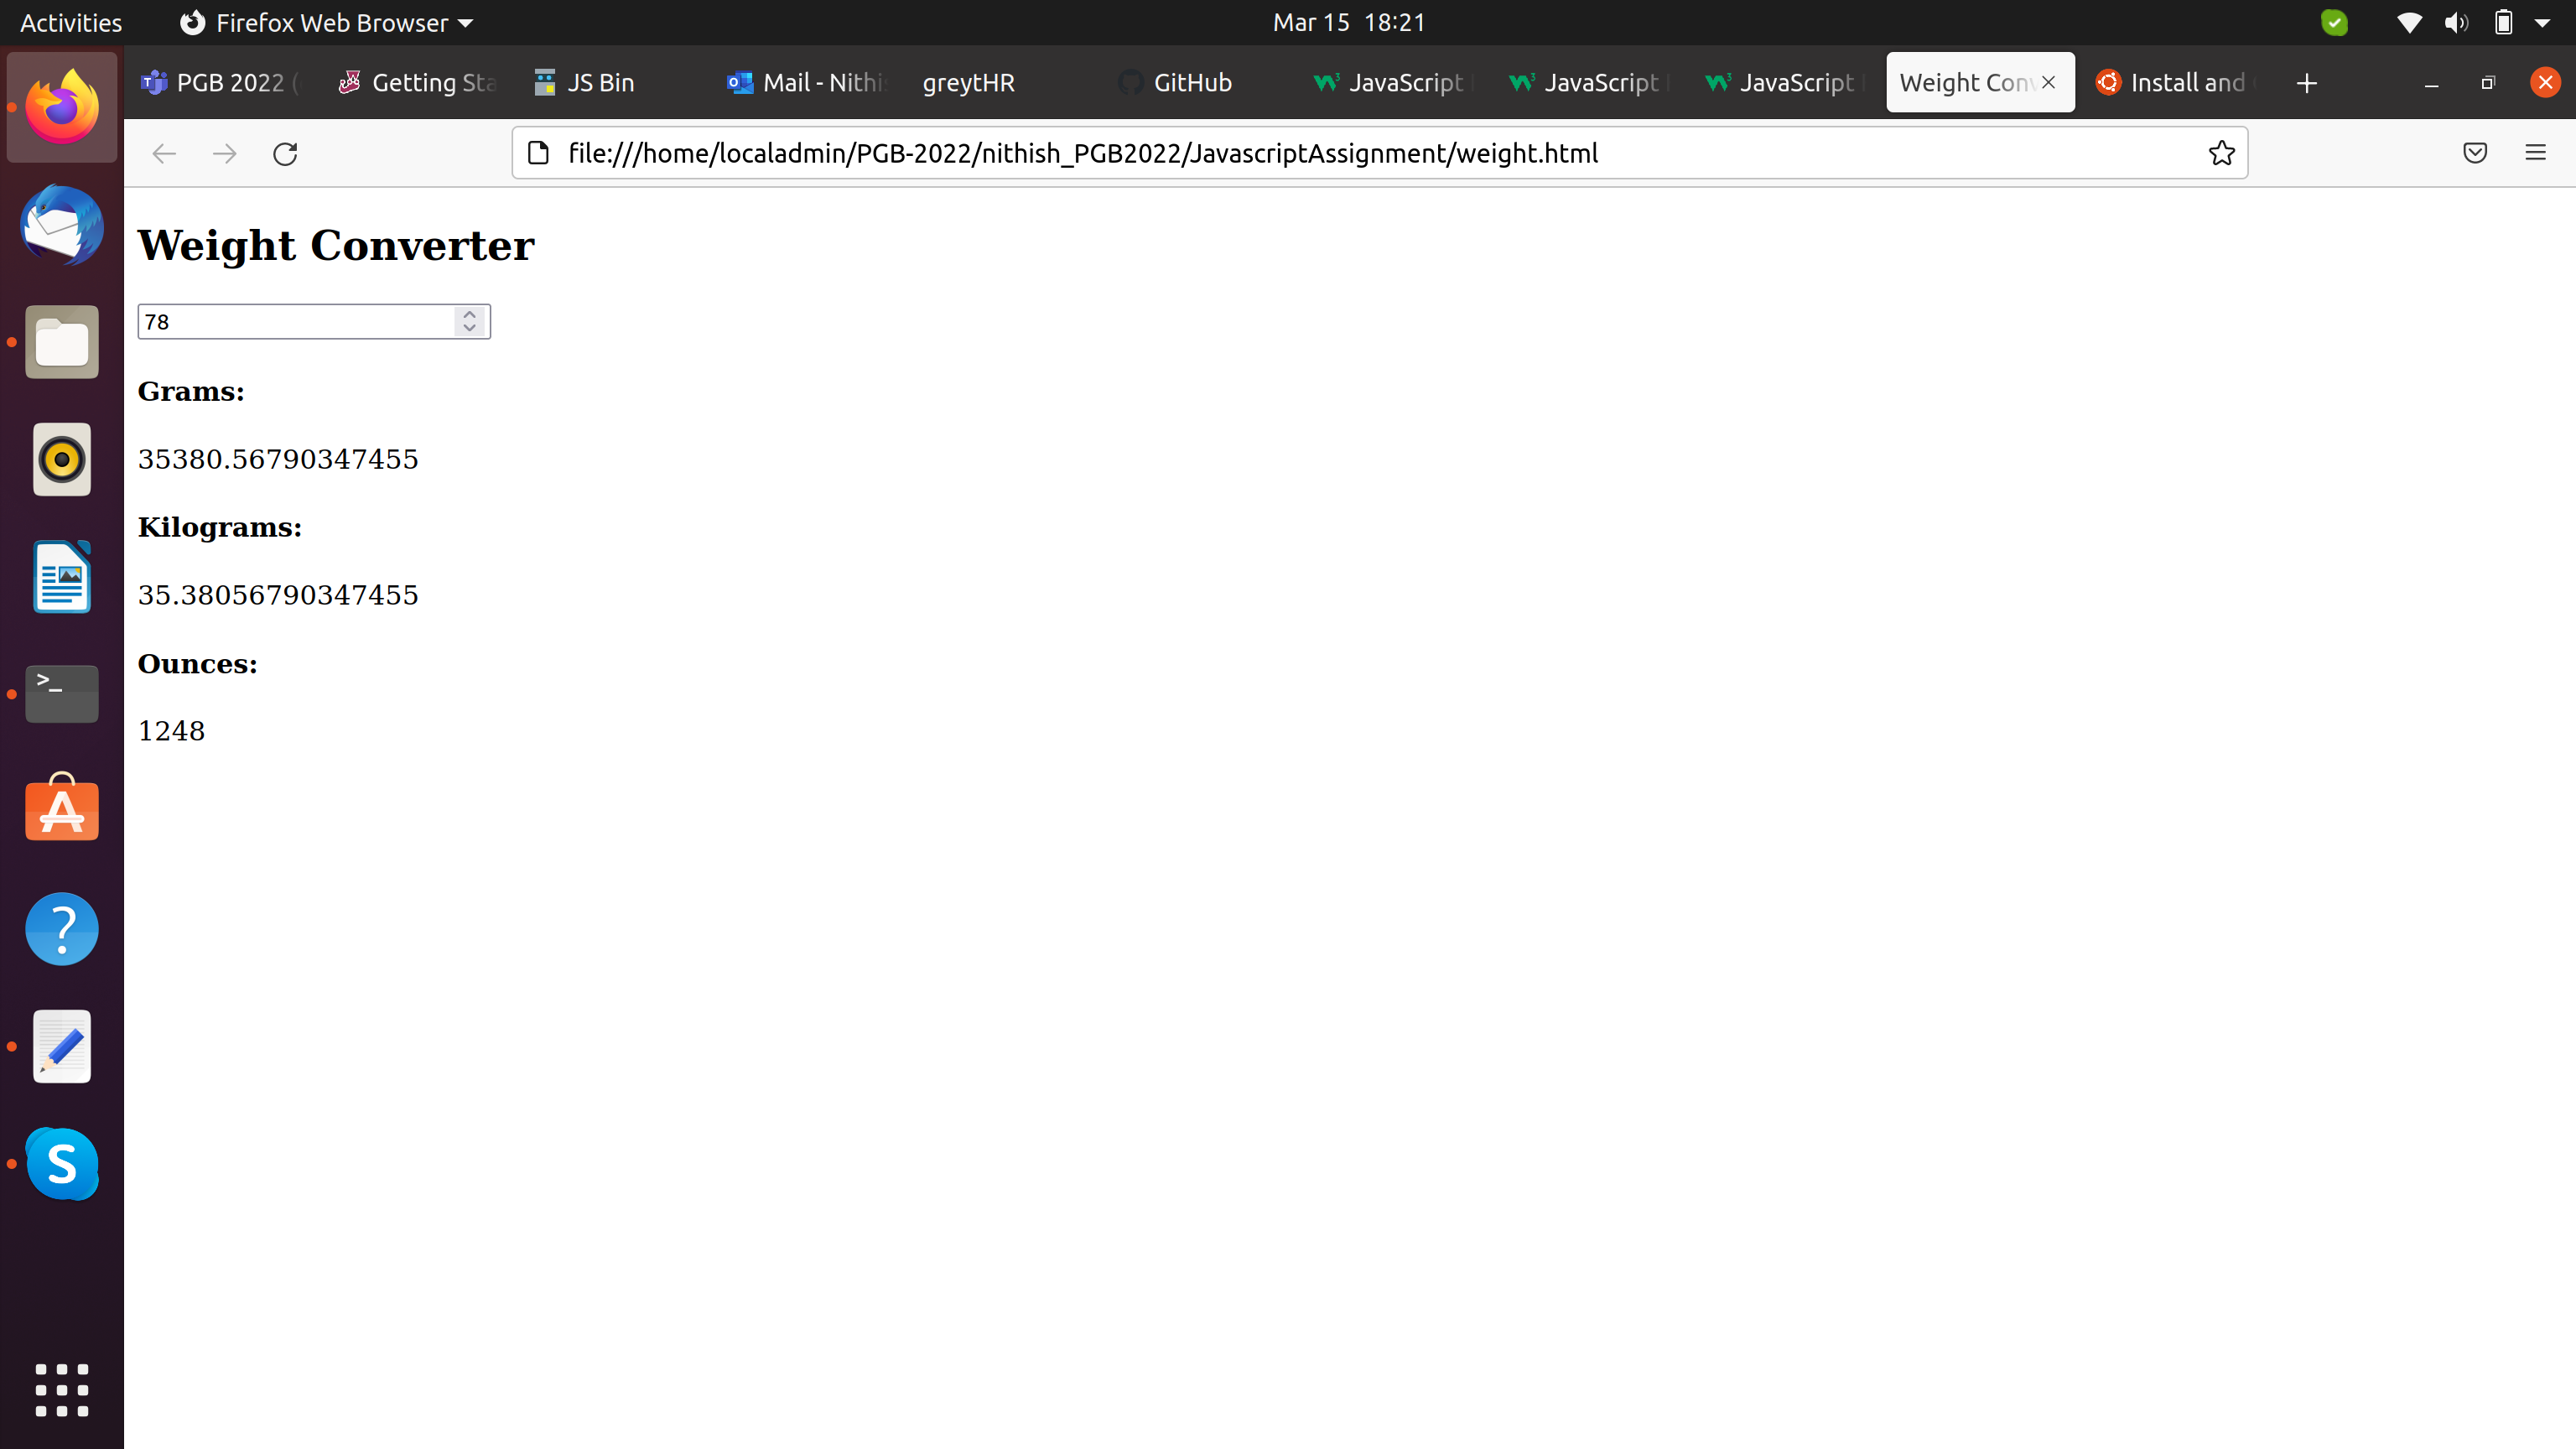 Activities Firefox Web Browser Mar 15 18:21
PGB 2022 ( Getting Sta JS Bin Mail - Nithi greytHR GitHub JavaScript JavaScript JavaScript Weight Con Install and
file:///home/localadmin/PGB-2022/nithish_PGB2022/JavascriptAssignment/weight.html
Weight Converter
78
Grams:
35380.56790347455
Kilograms:
35.38056790347455
Ounces:
1248